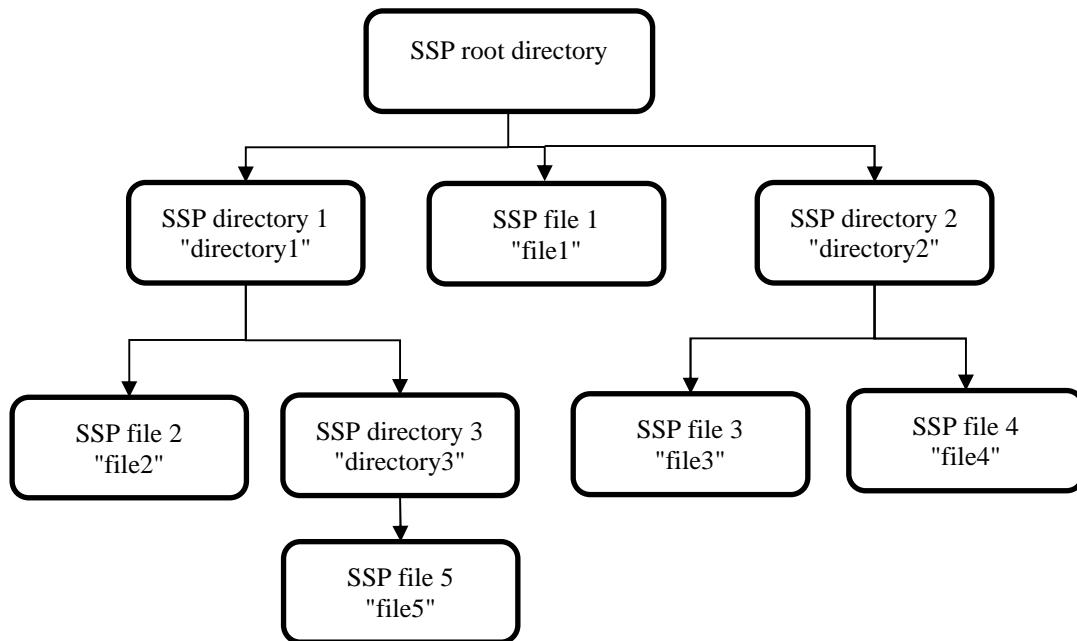 SSP root directory
SSP directory 1
"directory1"
SSP file 1
"file1"
SSP directory 2
"directory2"
SSP file 2
"file2"
SSP directory 3
"directory3"
SSP file 3
"file3"
SSP file 4
"file4"
SSP file 5
"file5"